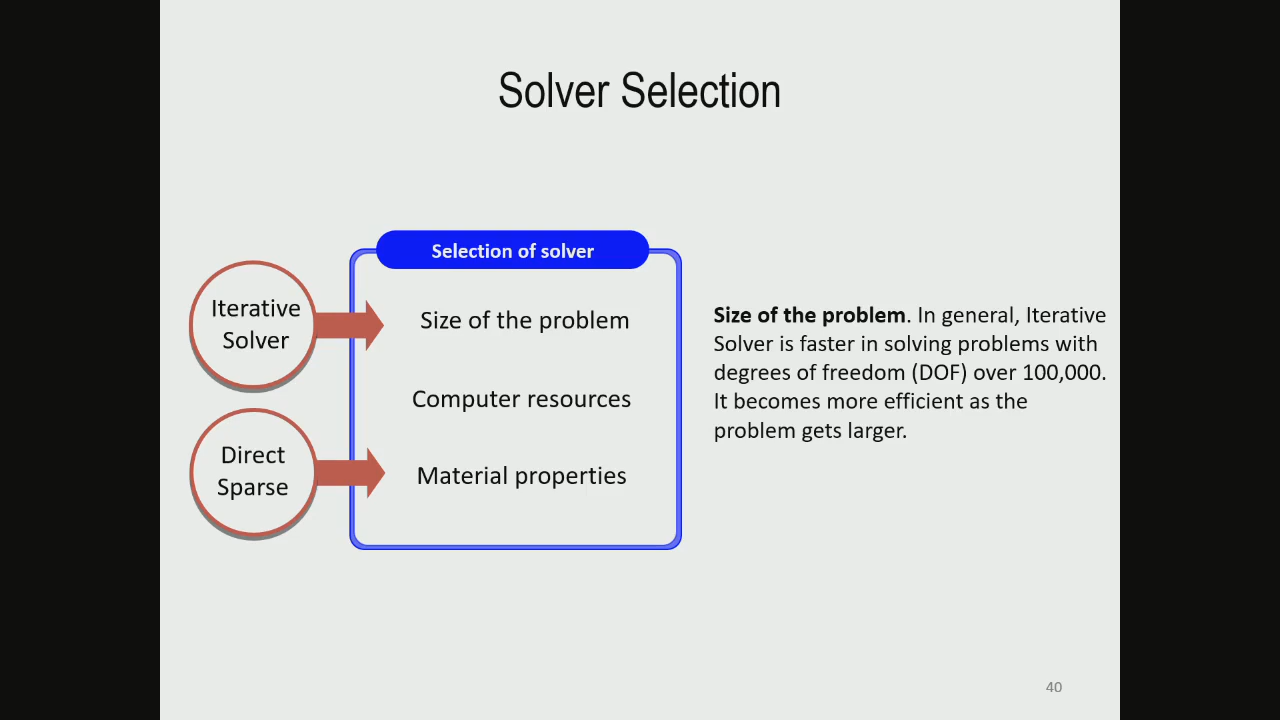 Solver Selection
Selection of solver
Iterative
Solver
Size of the problem
Computer resources
Direct
Sparse
Material properties
Size of the problem. In general, Iterative
Solver is faster in solving problems with
degrees of freedom (DOF) over 100,000.
It becomes more efficient as the
problem gets larger.
40